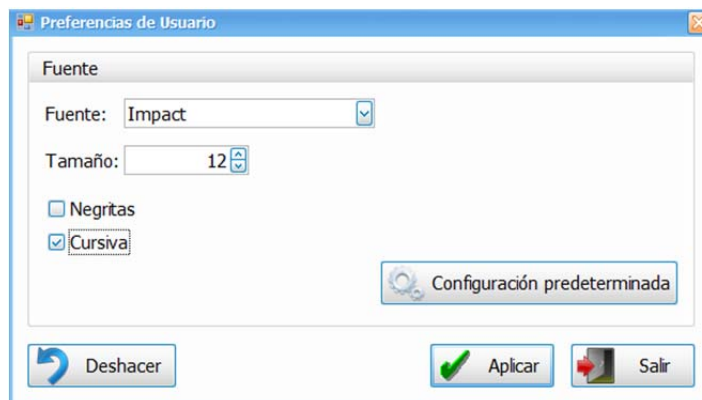 Preferencias de Usuario
Fuente
Fuente: Impact
Tamaño: 12
Negritas
Cursiva
Configuración predeterminada
Deshacer Aplicar Salir